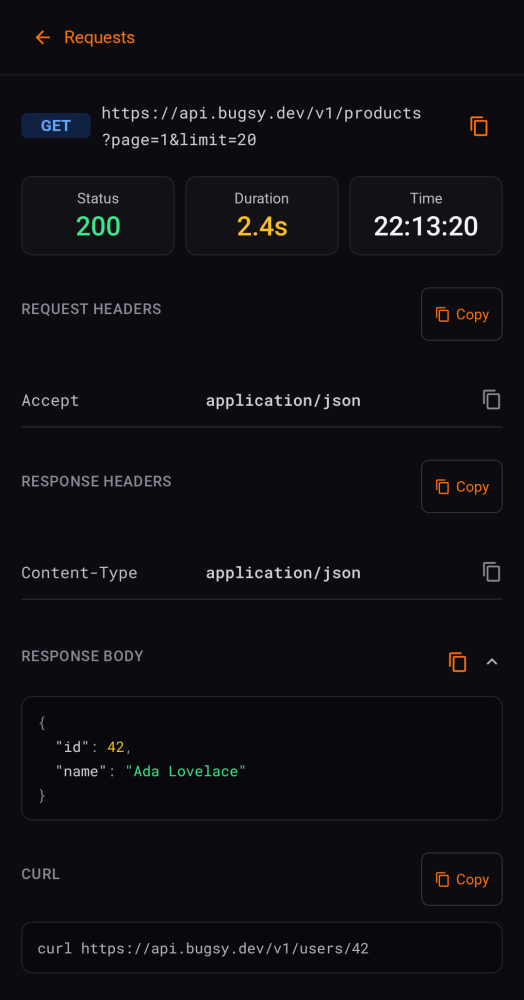 Requests
GET
https://api.bugsy.dev/v1/products
?page=1&limit=20
Status
200
Duration
2.4s
Time
22:13:20
REQUEST HEADERS
Copy
Accept
application/json
RESPONSE HEADERS
Copy
Content-Type
application/json
RESPONSE BODY
{
"id": 42,
"name": "Ada Lovelace"
}
CURL
Copy
curl https://api.bugsy.dev/v1/users/42